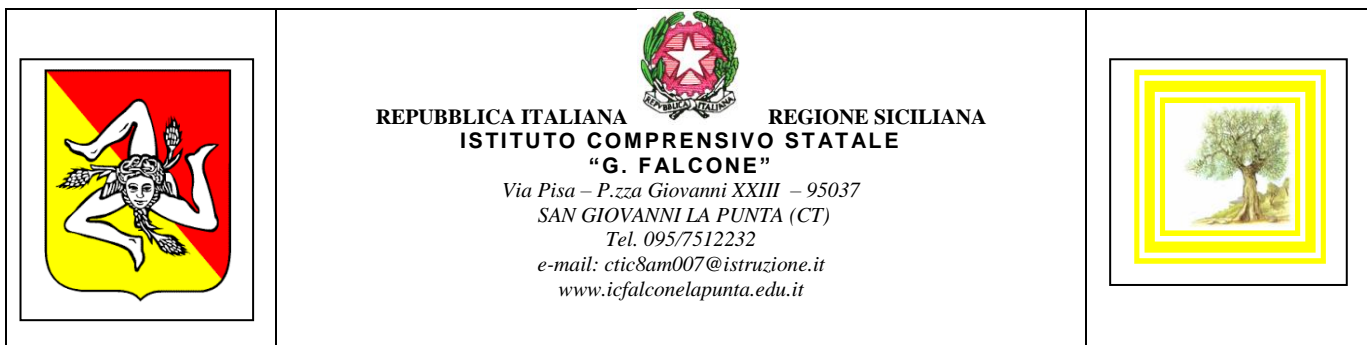 REPUBBLICA ITALIANA REGIONE SICILIANA
ISTITUTO COMPRENSIVO STATALE
“G. FALCONE”
Via Pisa – P.zza Giovanni XXIII – 95037
SAN GIOVANNI LA PUNTA (CT)
Tel. 095/7512232
e-mail: ctic8am007@istruzione.it
www.icfalconelapunta.edu.it